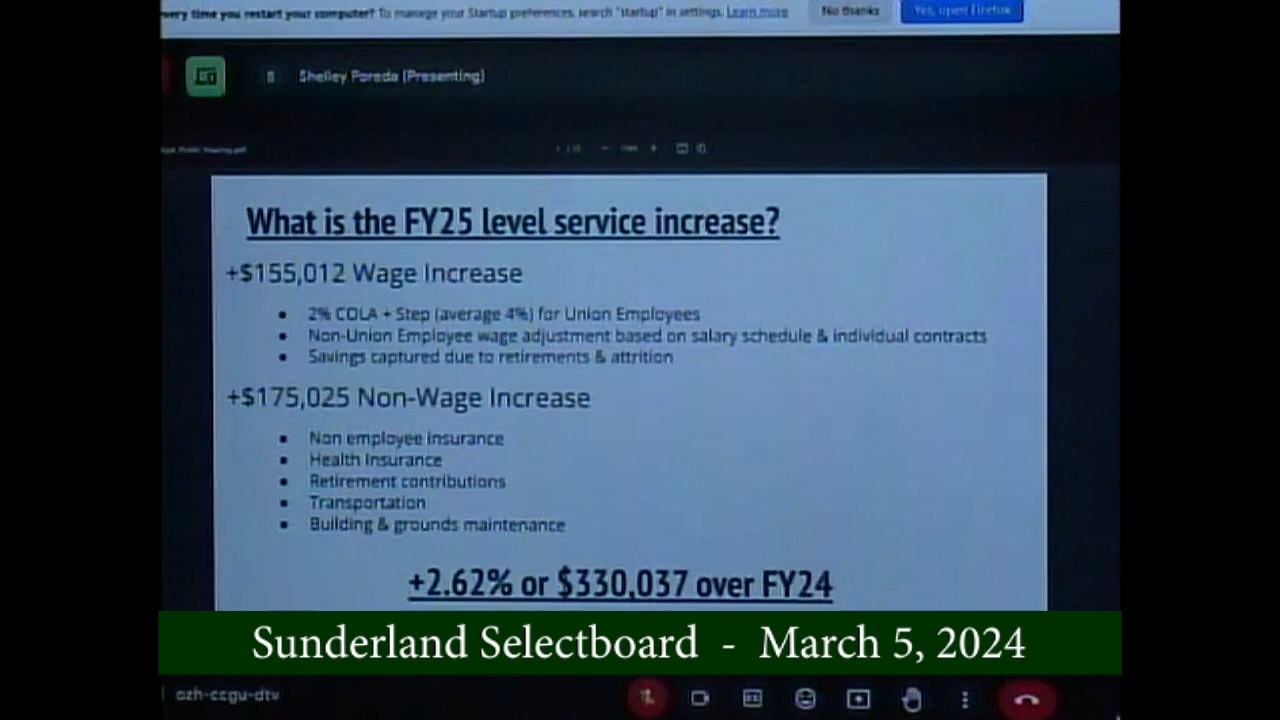 very time you restart your computer? To manage your Startup preferences, search "startup" in settings. Learn more No thanks Yes, open Firefox
8 Shelley Poreda (Presenting)
What is the FY25 level service increase?
+$155,012 Wage Increase
• 2% COLA + Step (average 4%) for Union Employees
• Non-Union Employee wage adjustment based on salary schedule & individual contracts
• Savings captured due to retirements & attrition
+$175,025 Non-Wage Increase
• Non employee insurance
• Health Insurance
• Retirement contributions
• Transportation
• Building & grounds maintenance
+2.62% or $330,037 over FY24
Sunderland Selectboard - March 5, 2024